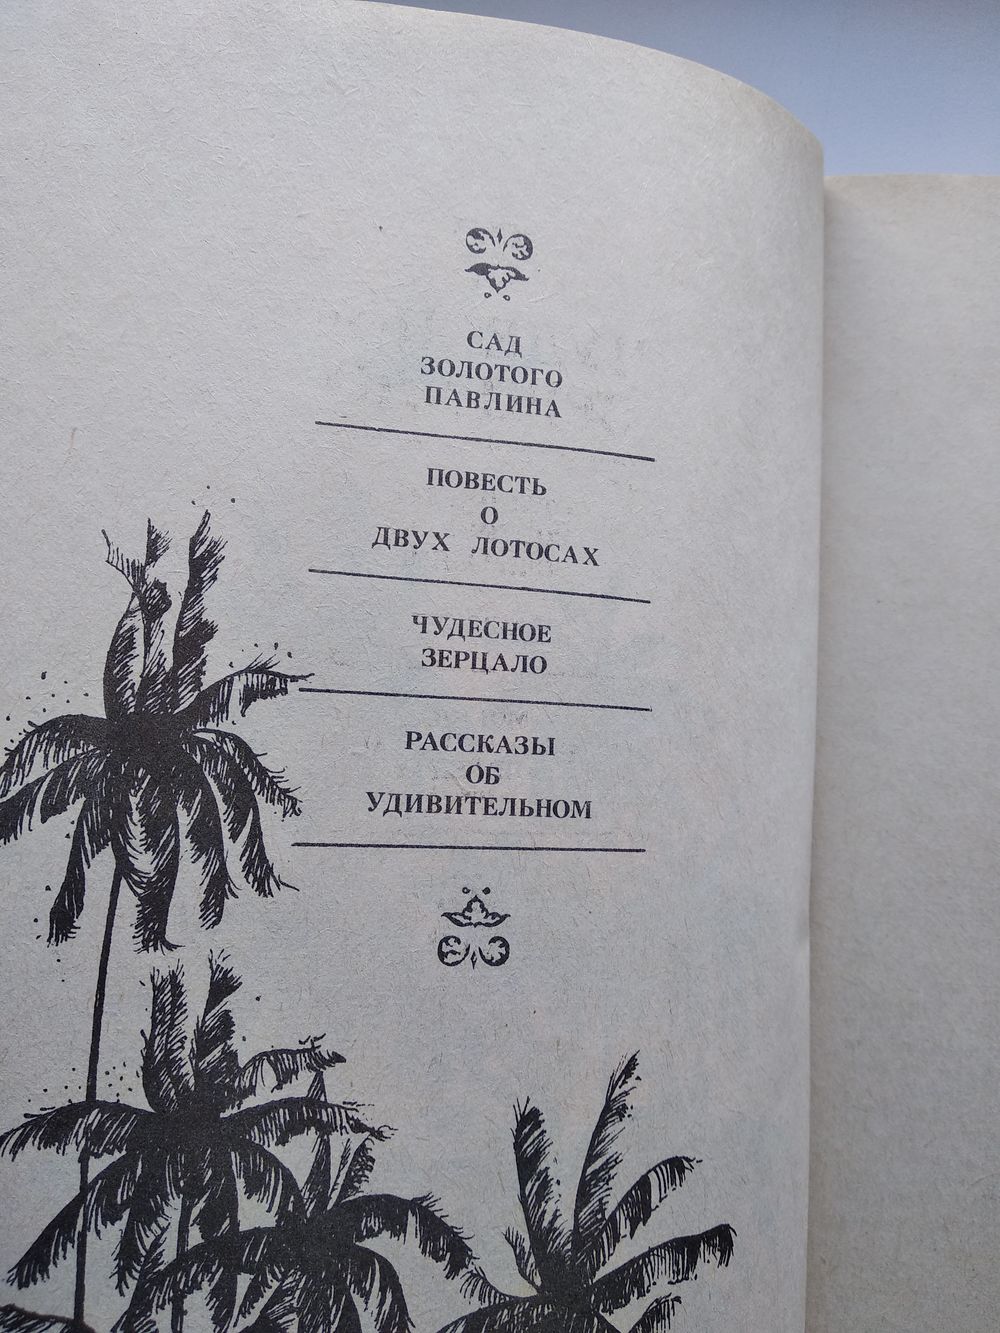 САД
ЗОЛОТОГО
ПАВЛИНА
ПОВЕСТЬ
О
ДВУХ ЛОТОСАХ
ЧУДЕСНОЕ
ЗЕРЦАЛО
РАССКАЗЫ
ОБ
УДИВИТЕЛЬНОМ